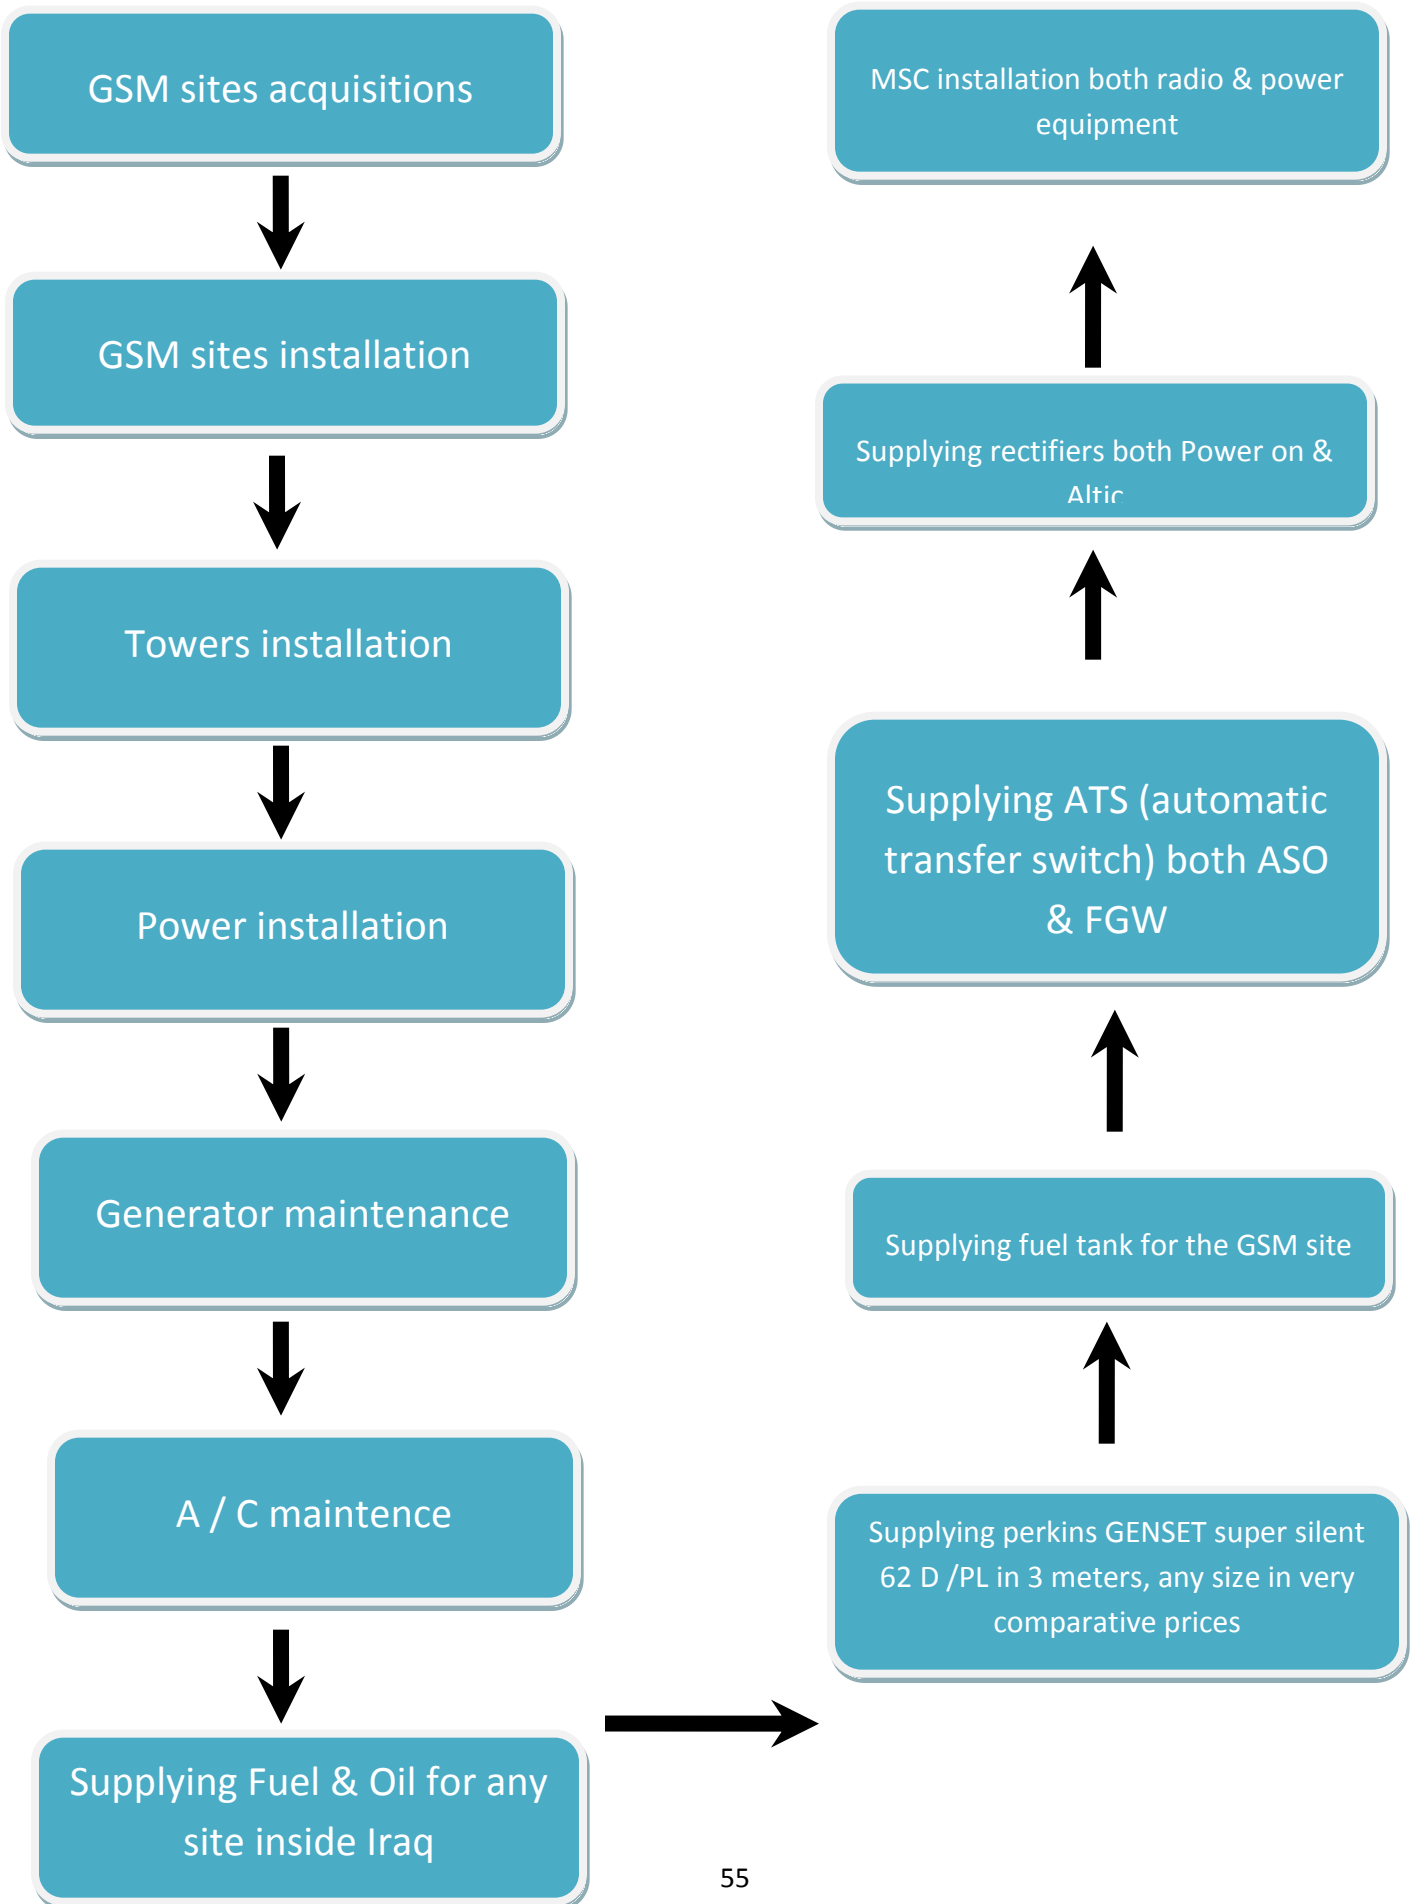 GSM sites acquisitions
GSM sites installation
Towers installation
Power installation
Generator maintenance
A / C maintence
Supplying Fuel & Oil for any
site inside Iraq
Supplying perkins GENSET super silent
62 D /PL in 3 meters, any size in very
comparative prices
Supplying fuel tank for the GSM site
Supplying ATS (automatic
transfer switch) both ASO
& FGW
Supplying rectifiers both Power on &
Altic
MSC installation both radio & power
equipment
55